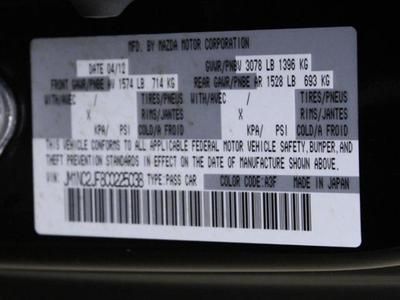 MFD. BY MAZDA MOTOR CORPORATION
DATE 04/12 GVWR/PNBV 3078 LB 1396 KG
FRONT GAWR/PNBE AV 1574 LB 714 KG REAR GAWR/PNBE AR 1528 LB 693 KG
WITH/AVEC / TIRES/PNEUS WITH/AVEC / TIRES/PNEUS
X RIMS/JANTES X RIMS/JANTES
KPA/ PSI COLD/A FROID KPA/ PSI COLD/A FROID
THIS VEHICLE CONFORMS TO ALL APPLICABLE FEDERAL MOTOR VEHICLE SAFETY,BUMPER,AND
THEFT PREVENTION STANDARDS IN EFFECT ON THE DATE OF MANUFACTURE SHOWN ABOVE.
VIN: JM1NC2JF8C0225038 TYPE:PASS CAR COLOR CODE:A3F MADE IN JAPAN